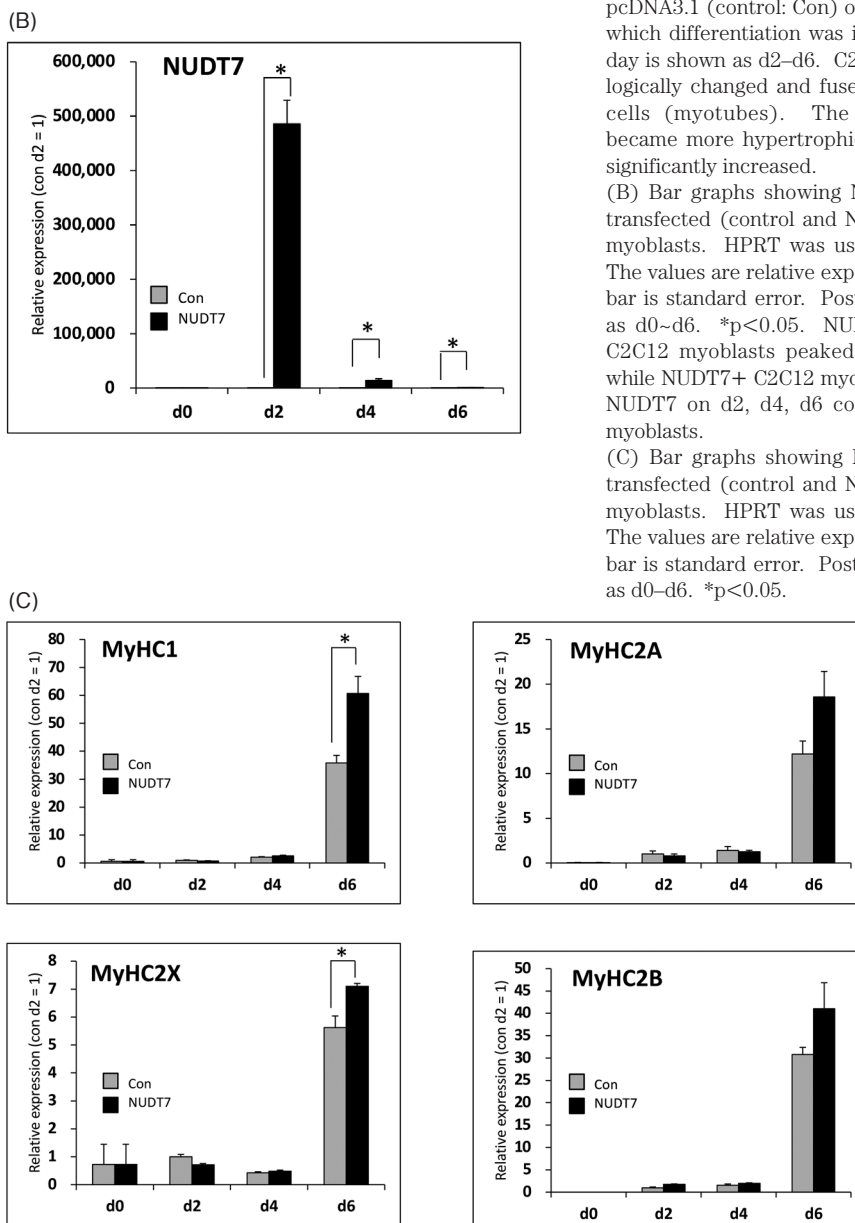 pcDNA3.1 (control: Con) o
which differentiation was i
day is shown as d2–d6. C2
logically changed and fuse
cells (myotubes). The
became more hypertrophic
significantly increased.
(B) Bar graphs showing N
transfected (control and N
myoblasts. HPRT was us
The values are relative exp
bar is standard error. Post
as d0~d6. *p<0.05. NU
C2C12 myoblasts peaked
while NUDT7+ C2C12 myo
NUDT7 on d2, d4, d6 co
myoblasts.
(C) Bar graphs showing
transfected (control and N
myoblasts. HPRT was us
The values are relative exp
bar is standard error. Post
as d0–d6. *p<0.05.
(B)
NUDT7
Relative expression (con d2 = 1)
600,000
500,000
400,000
300,000
200,000
100,000
0
Con
NUDT7
* * *
d0 d2 d4 d6
(C)
MyHC1
Relative expression (con d2 = 1)
80
70
60
50
40
30
20
10
0
Con
NUDT7
*
d0 d2 d4 d6
MyHC2A
Relative expression (con d2 = 1)
25
20
15
10
5
0
Con
NUDT7
d0 d2 d4 d6
MyHC2X
Relative expression (con d2 = 1)
8
7
6
5
4
3
2
1
0
Con
NUDT7
*
d0 d2 d4 d6
MyHC2B
Relative expression (con d2 = 1)
50
45
40
35
30
25
20
15
10
5
0
Con
NUDT7
d0 d2 d4 d6